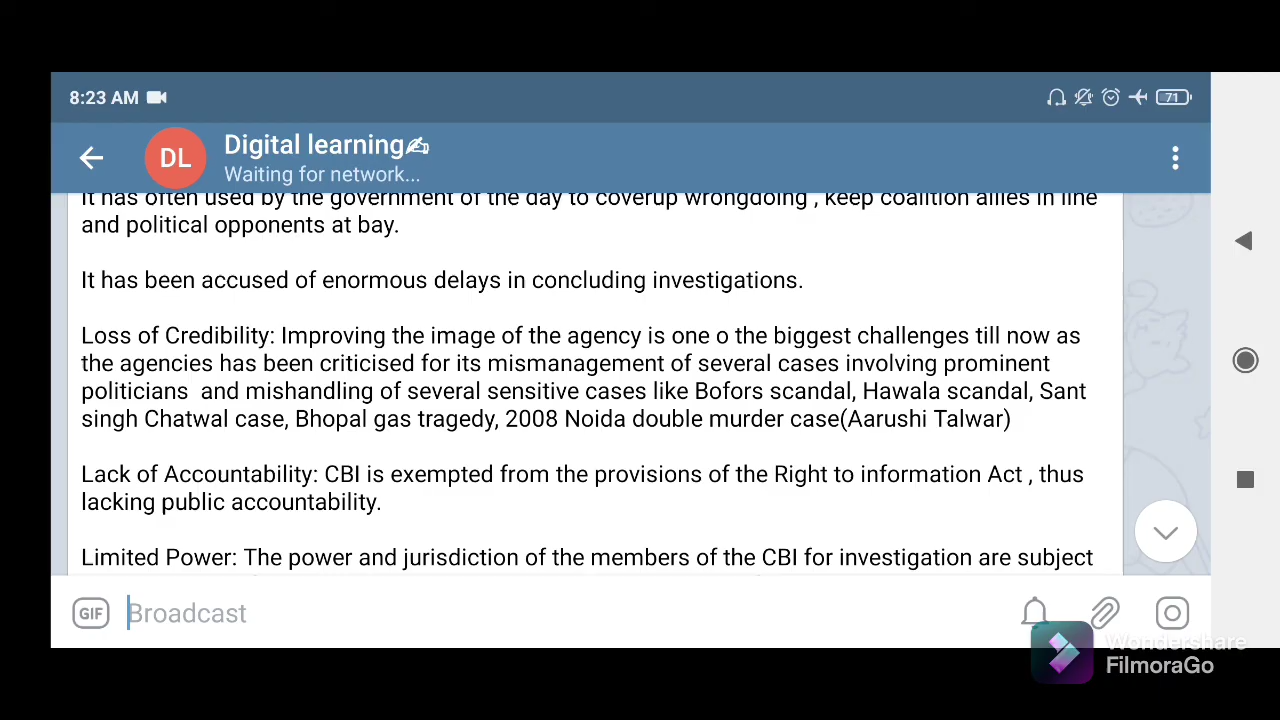 8:23 AM
71
DL
Digital learning✍
Waiting for network...
It has often used by the government of the day to coverup wrongdoing , keep coalition allies in line
and political opponents at bay.
It has been accused of enormous delays in concluding investigations.
Loss of Credibility: Improving the image of the agency is one o the biggest challenges till now as
the agencies has been criticised for its mismanagement of several cases involving prominent
politicians  and mishandling of several sensitive cases like Bofors scandal, Hawala scandal, Sant
singh Chatwal case, Bhopal gas tragedy, 2008 Noida double murder case(Aarushi Talwar)
Lack of Accountability: CBI is exempted from the provisions of the Right to information Act , thus
lacking public accountability.
Limited Power: The power and jurisdiction of the members of the CBI for investigation are subject
GIF
Broadcast
Wondershare
FilmoraGo